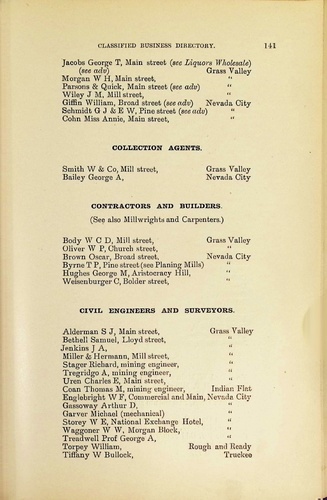 CLASSIFIED BUSINESS DIRECTORY. 141
Jacobs George T, Main street (see Liquors Wholesale)
(see adv) Grass Valley
Morgan W H, Main street, "
Parsons & Quick, Main street (see adv) "
Wiley J M, Mill street, "
Giffin William, Broad street (see adv) Nevada City
Schmidt G J & E W, Pine street (see adv) "
Cohn Miss Annie, Main street, "
COLLECTION AGENTS.
Smith W & Co, Mill street, Grass Valley
Bailey George A, Nevada City
CONTRACTORS AND BUILDERS.
(See also Millwrights and Carpenters.)
Body W C D, Mill street, Grass Valley
Oliver W P, Church street, "
Brown Oscar, Broad street, Nevada City
Byrne T P, Pine street (see Planing Mills) "
Hughes George M, Aristocracy Hill, "
Weisenburger C, Bolder street, "
CIVIL ENGINEERS AND SURVEYORS.
Alderman S J, Main street, Grass Valley
Bethell Samuel, Lloyd street, "
Jenkins J A, "
Miller & Hermann, Mill street, "
Stager Richard, mining engineer, "
Tregridgo A, mining engineer, "
Uren Charles E, Main street, "
Coan Thomas M, mining engineer, Indian Flat
Englebright W F, Commercial and Main, Nevada City
Gassoway Arthur D, "
Garver Michael (mechanical) "
Storey W E, National Exchange Hotel, "
Waggoner W W, Morgan Block, "
Treadwell Prof George A, "
Torpey William, Rough and Ready
Tiffany W Bullock, Truckee